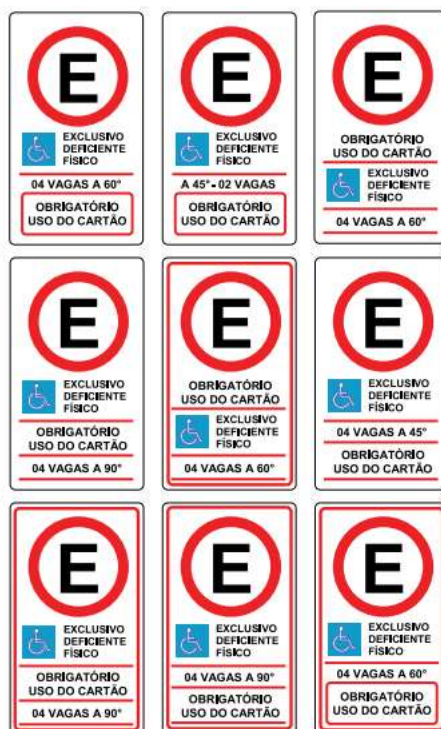 E
EXCLUSIVO
DEFICIENTE
FÍSICO
04 VAGAS A 60°
OBRIGATÓRIO
USO DO CARTÃO
E
EXCLUSIVO
DEFICIENTE
FÍSICO
A 45° - 02 VAGAS
OBRIGATÓRIO
USO DO CARTÃO
E
OBRIGATÓRIO
USO DO CARTÃO
EXCLUSIVO
DEFICIENTE
FÍSICO
04 VAGAS A 60°
E
EXCLUSIVO
DEFICIENTE
FÍSICO
OBRIGATÓRIO
USO DO CARTÃO
04 VAGAS A 90°
E
OBRIGATÓRIO
USO DO CARTÃO
EXCLUSIVO
DEFICIENTE
FÍSICO
04 VAGAS A 60°
E
EXCLUSIVO
DEFICIENTE
FÍSICO
04 VAGAS A 45°
OBRIGATÓRIO
USO DO CARTÃO
E
EXCLUSIVO
DEFICIENTE
FÍSICO
OBRIGATÓRIO
USO DO CARTÃO
04 VAGAS A 90°
E
EXCLUSIVO
DEFICIENTE
FÍSICO
04 VAGAS A 90°
OBRIGATÓRIO
USO DO CARTÃO
E
EXCLUSIVO
DEFICIENTE
FÍSICO
04 VAGAS A 60°
OBRIGATÓRIO
USO DO CARTÃO